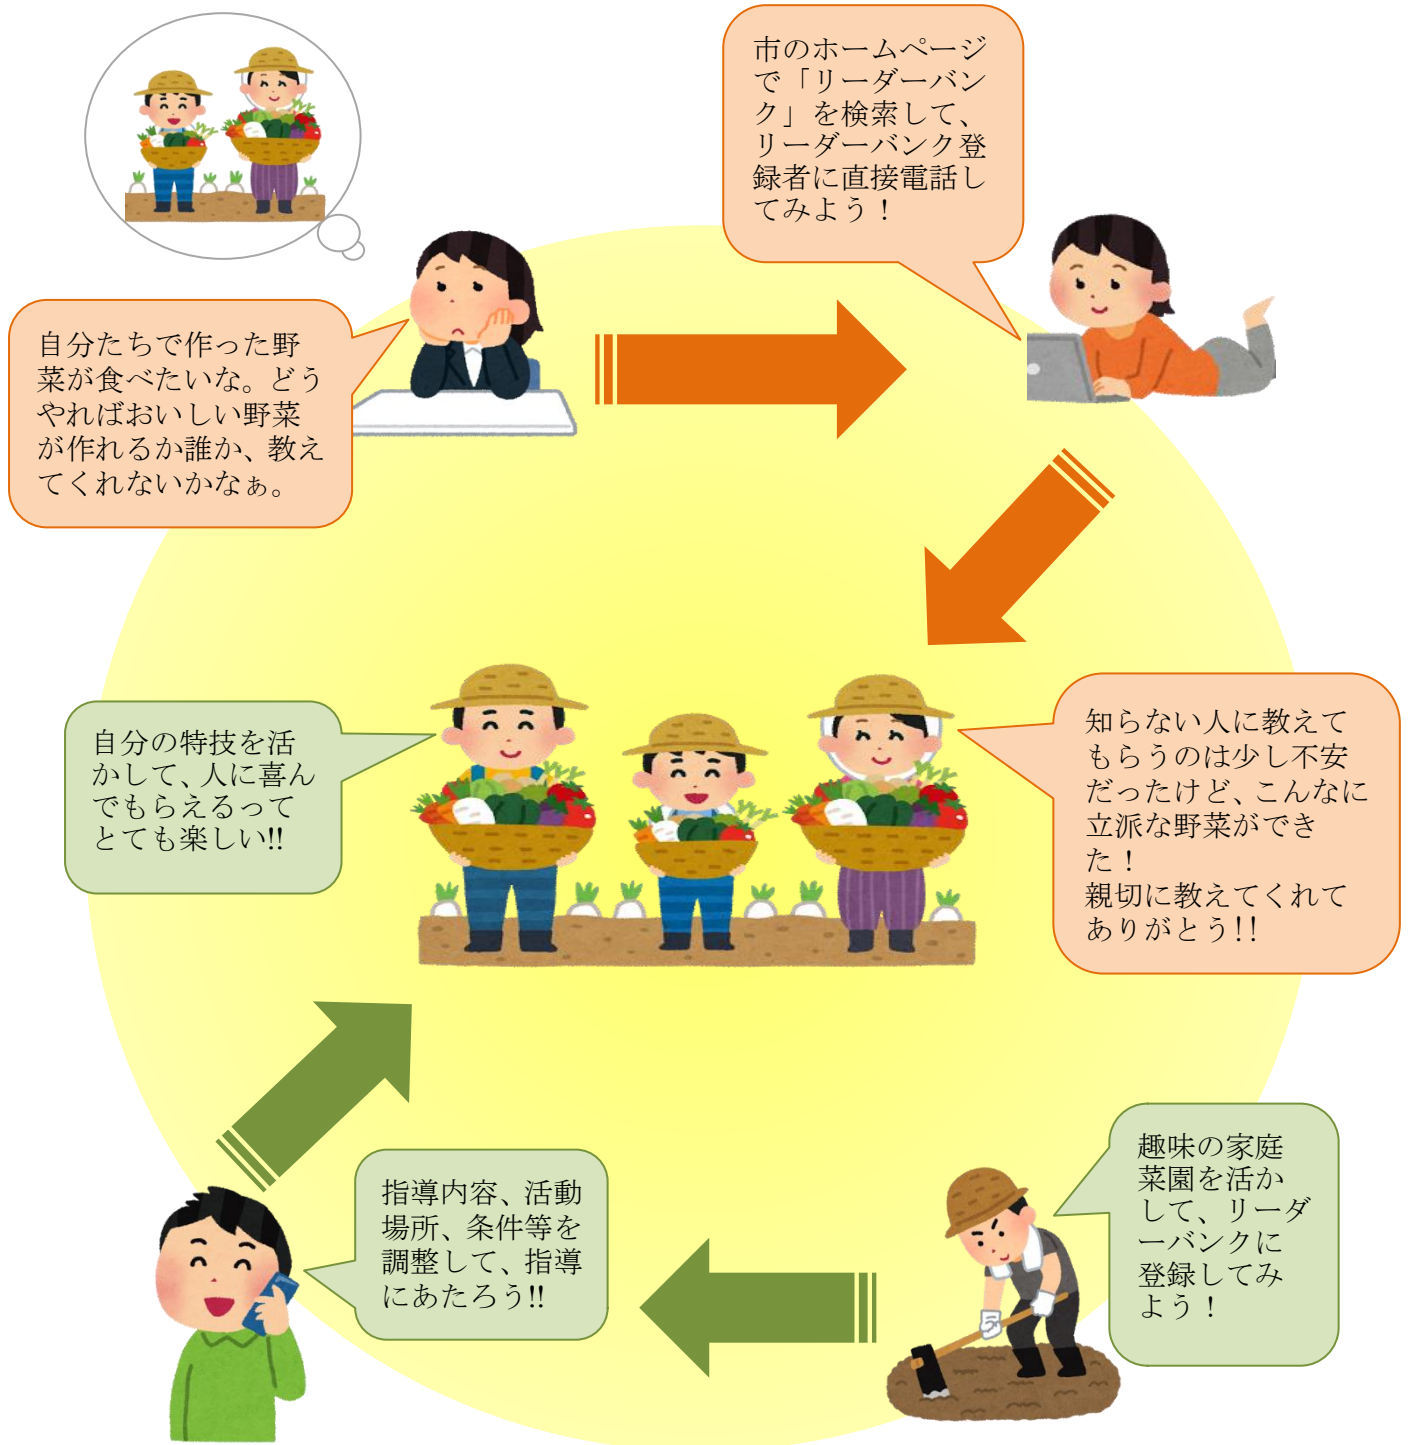 市のホームページ
で「リーダーバン
ク」を検索して、
リーダーバンク登
録者に直接電話し
てみよう！
自分たちで作った野
菜が食べたいな。どう
やればおいしい野菜
が作れるか誰か、教え
てくれないかなぁ。
知らない人に教えて
もらうのは少し不安
だったけど、こんなに
立派な野菜ができ
た！
親切に教えてくれて
ありがとう!!
自分の特技を活
かして、人に喜ん
でもらえるって
とても楽しい!!
趣味の家庭
菜園を活か
して、リーダ
ーバンクに
登録してみ
よう！
指導内容、活動
場所、条件等を
調整して、指導
にあたろう!!